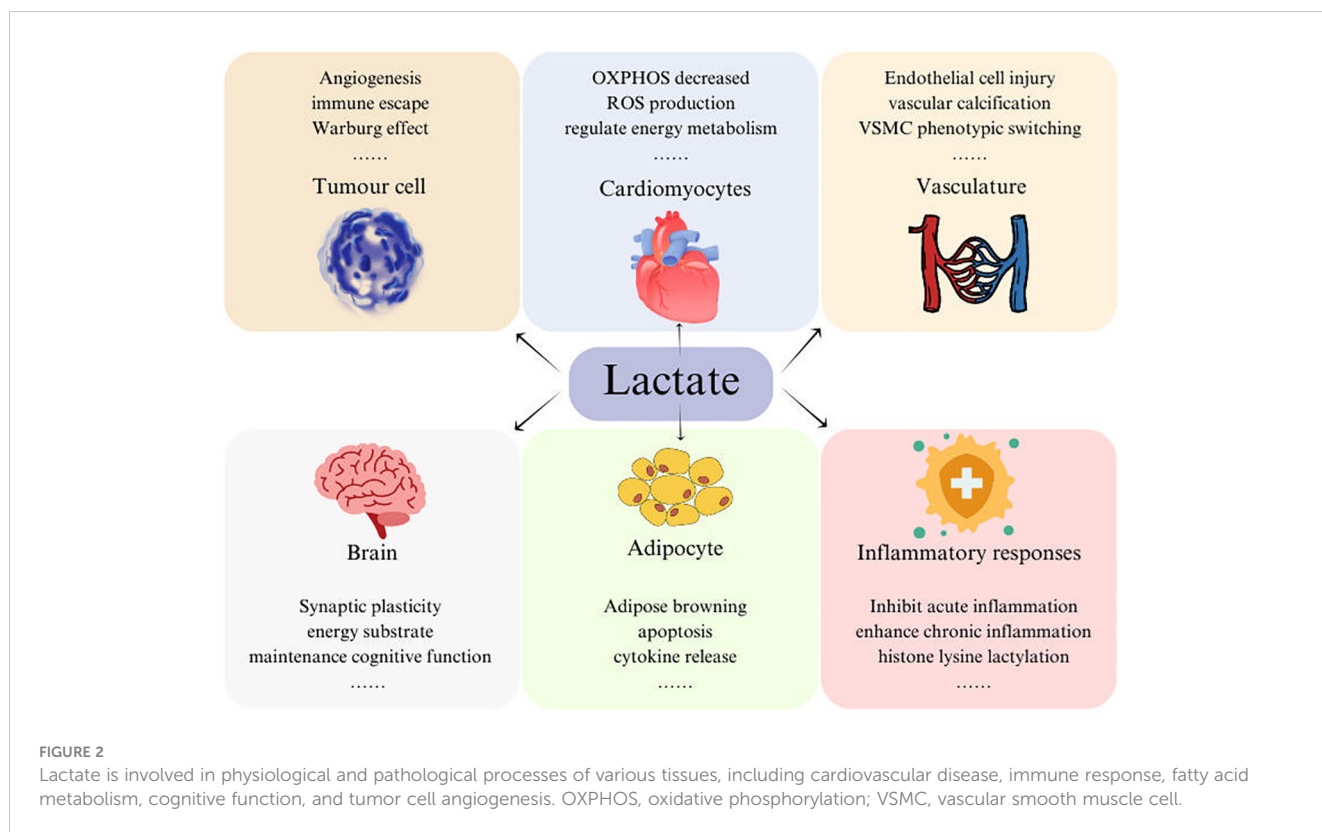 Angiogenesis
immune escape
Warburg effect
......
Tumour cell
OXPHOS decreased
ROS production
regulate energy metabolism
......
Cardiomyocytes
Endothelial cell injury
vascular calcification
VSMC phenotypic switching
......
Vasculature
Lactate
Brain
Synaptic plasticity
energy substrate
maintenance cognitive function
......
Adipocyte
Adipose browning
apoptosis
cytokine release
......
Inflammatory responses
Inhibit acute inflammation
enhance chronic inflammation
histone lysine lactylation
......
FIGURE 2
Lactate is involved in physiological and pathological processes of various tissues, including cardiovascular disease, immune response, fatty acid
metabolism, cognitive function, and tumor cell angiogenesis. OXPHOS, oxidative phosphorylation; VSMC, vascular smooth muscle cell.